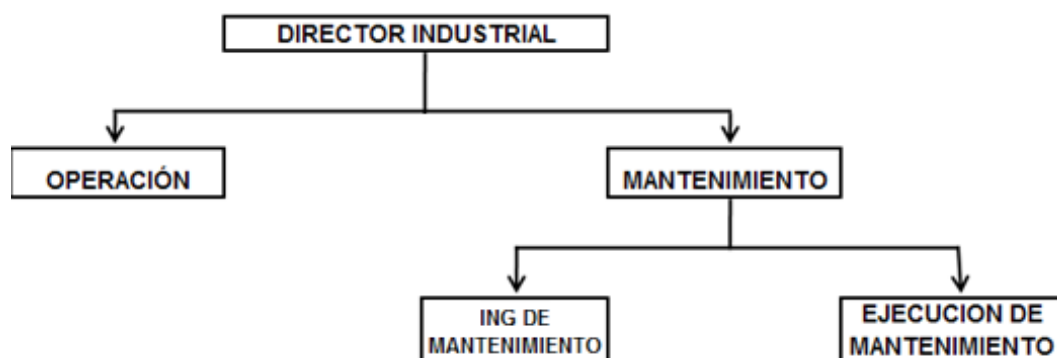 DIRECTOR INDUSTRIAL
OPERACIÓN
MANTENIMIENTO
ING DE
MANTENIMIENTO
EJECUCION DE
MANTENIMIENTO